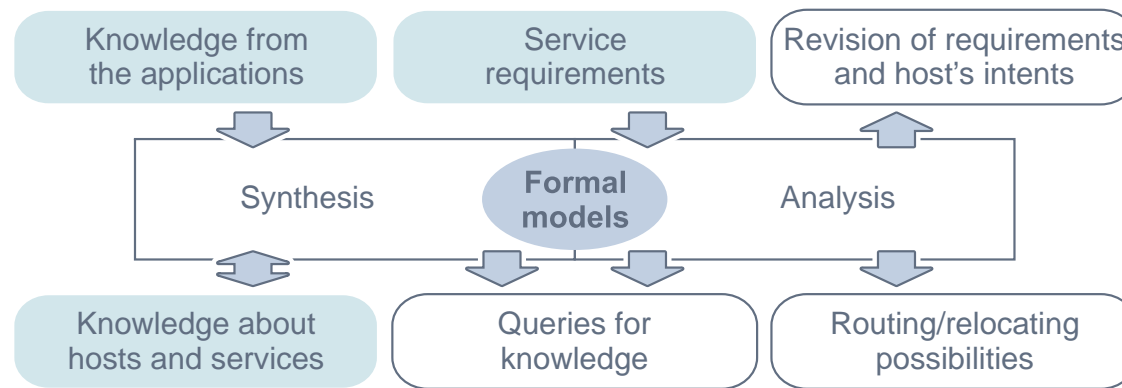 Knowledge from
the applications
Service
requirements
Revision of requirements
and host's intents
Synthesis
Formal
models
Analysis
Knowledge about
hosts and services
Queries for
knowledge
Routing/relocating
possibilities